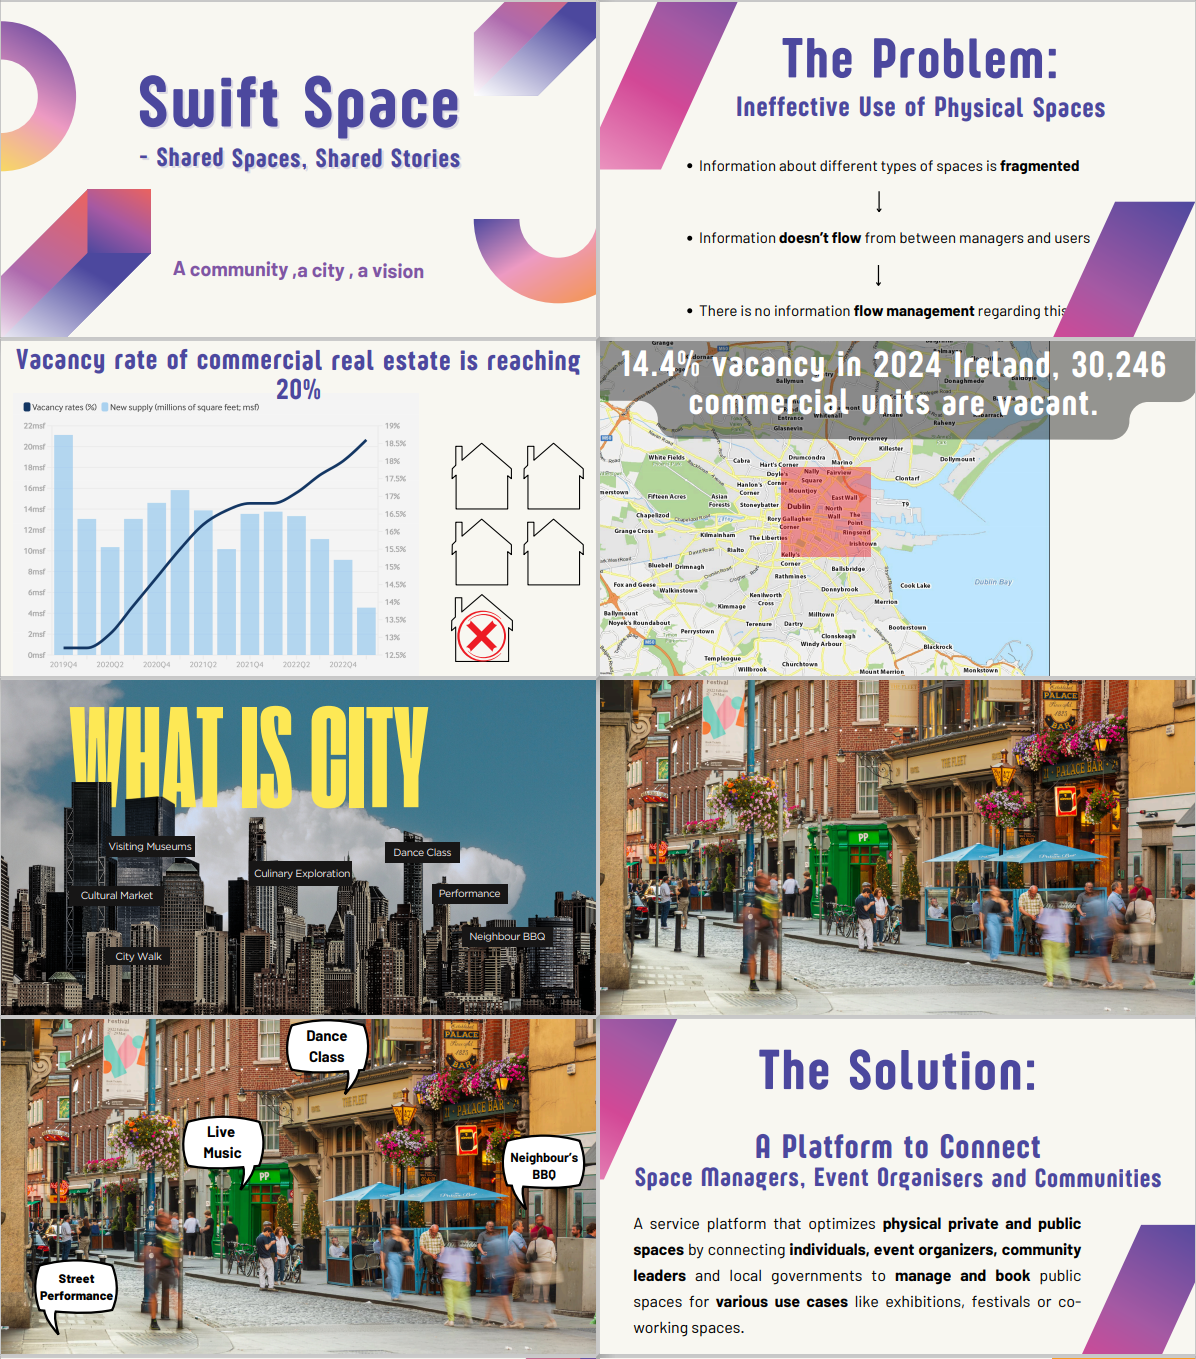 Swift Space
- Shared Spaces, Shared Stories
A community ,a city , a vision
The Problem:
Ineffective Use of Physical Spaces
• Information about different types of spaces is fragmented
↓
• Information doesn't flow from between managers and users
↓
• There is no information flow management regarding this
Vacancy rate of commercial real estate is reaching
20%
Vacancy rates (%) New supply (millions of square feet; msf)
22msf
20msf
18msf
16msf
14msf
12msf
10msf
8msf
6msf
4msf
2msf
0msf
19%
18.5%
18%
17.5%
17%
16.5%
16%
15.5%
15%
14.5%
14%
13.5%
13%
12.5%
2019Q4 2020Q2 2020Q4 2021Q2 2021Q4 2022Q2 2022Q4
14.4% vacancy in 2024 Ireland, 30,246
commercial units are vacant.
Grange
Ballymun
Donaghmede
Baldoyle
Whitehall
Artane
Kilbarrack
Glasnevin
Raheny
Donnycarney
Killester
White Fields
Cabra
Drumcondra
Hart's Corner
Marino
Dollymount
Doyle's
Corner
Nally
Square
Fairview
Clontarf
Fifteen Acres
Asian
Forests
Hanlon's
Corner
Mountjoy
East Wall
Stoneybatter
Dublin
North
Wall
T9
Chapelizod
Rory Gallagher
Corner
The
Point
Grange Cross
Kilmainham
The Liberties
Ringsend
Irishtown
Rialto
Kelly's
Corner
Bluebell
Drimnagh
Ballsbridge
Rathmines
Dublin Bay
Fox and Geese
Walkinstown
Donnybrook
Cook Lake
Kenilworth
Cross
Merrion
Ballymount
Kimmage
Milltown
Noyek's Roundabout
Terenure
Dartry
Booterstown
Perrystown
Clonskeagh
Windy Arbour
Blackrock
Templeogue
Churchtown
Willbrook
Mount Merrion
Monkstown
WHAT IS CITY
Visiting Museums
Dance Class
Culinary Exploration
Cultural Market
Performance
Neighbour BBQ
City Walk
Festival
PALACE
BAR
THE FLEET
PALACE BAR
PP
Festival
Dance
Class
PALACE
BAR
THE FLEET
PALACE BAR
Live
Music
Neighbour's
BBQ
PP
Street
Performance
The Solution:
A Platform to Connect
Space Managers, Event Organisers and Communities
A service platform that optimizes physical private and public
spaces by connecting individuals, event organizers, community
leaders and local governments to manage and book public
spaces for various use cases like exhibitions, festivals or co-
working spaces.